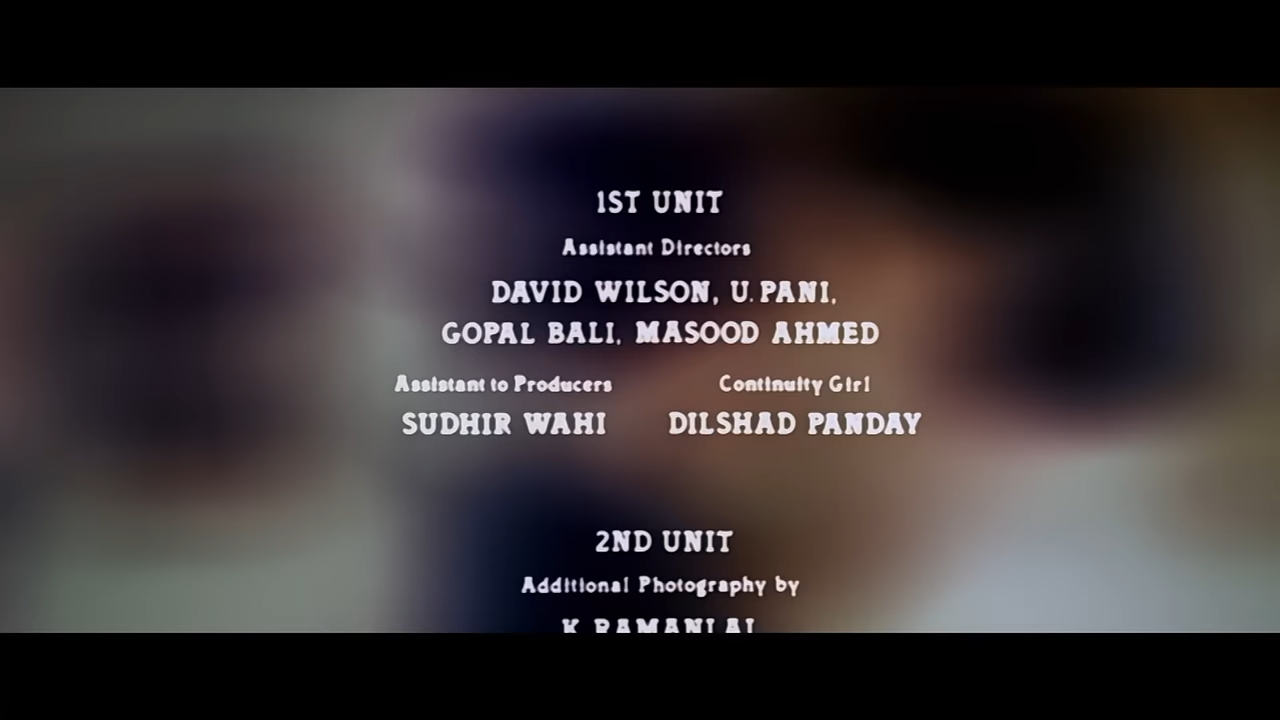 1ST UNIT
Assistant Directors
DAVID WILSON, U. PANI,
GOPAL BALI, MASOOD AHMED
Assistant to Producers Continuity Girl
SUDHIR WAHI DILSHAD PANDAY
2ND UNIT
Additional Photography by
K. RAMANLAL